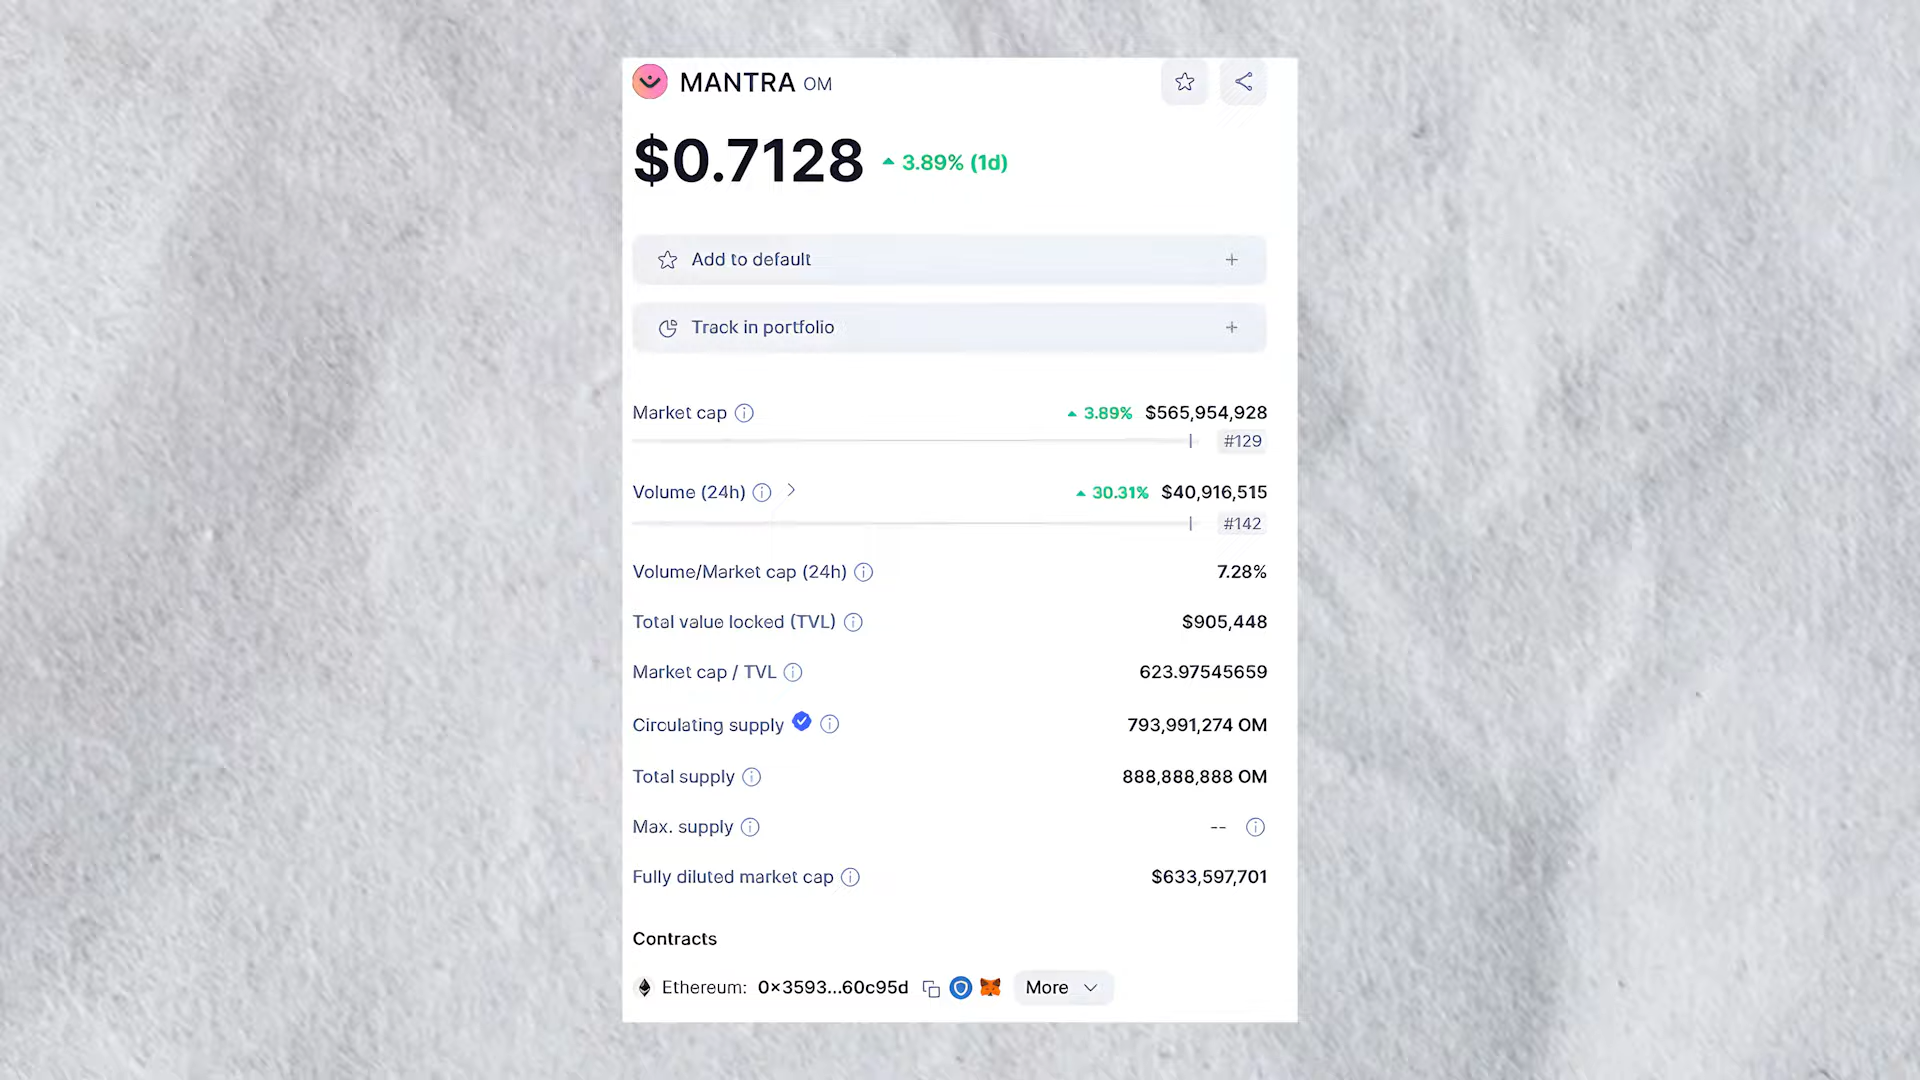 MANTRA OM
$0.7128 3.89% (1d)
Add to default +
Track in portfolio +
Market cap 3.89% $565,954,928
#129
Volume (24h) > 30.31% $40,916,515
#142
Volume/Market cap (24h) 7.28%
Total value locked (TVL) $905,448
Market cap / TVL 623.97545659
Circulating supply 793,991,274 OM
Total supply 888,888,888 OM
Max. supply --
Fully diluted market cap $633,597,701
Contracts
Ethereum: 0x3593...60c95d More